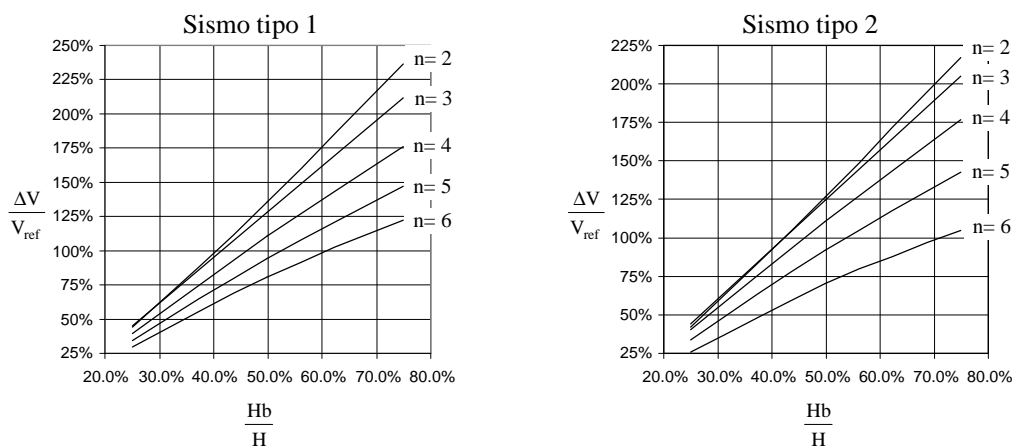 Sismo tipo 1
250%
225%
200%
175%
150%
125%
100%
75%
50%
25%
ΔV
Vref
n= 2
n= 3
n= 4
n= 5
n= 6
20.0% 30.0% 40.0% 50.0% 60.0% 70.0% 80.0%
Hb
H
Sismo tipo 2
225%
200%
175%
150%
125%
100%
75%
50%
25%
ΔV
Vref
n= 2
n= 3
n= 4
n= 5
n= 6
20.0% 30.0% 40.0% 50.0% 60.0% 70.0% 80.0%
Hb
H